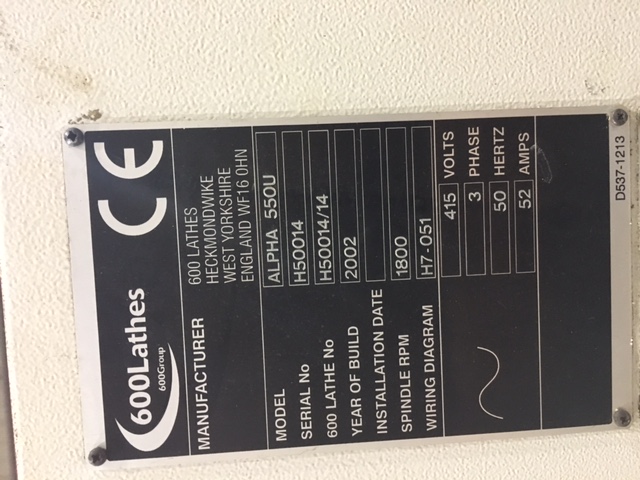 600Lathes
600Group
CE
MANUFACTURER
600 LATHES
HECKMONDWIKE
WEST YORKSHIRE
ENGLAND WF16 0HN
MODEL ALPHA 550U
SERIAL No H50014
600 LATHE No H50014/14
YEAR OF BUILD 2002
INSTALLATION DATE
SPINDLE RPM 1800
WIRING DIAGRAM H7-051
415 VOLTS
3 PHASE
50 HERTZ
52 AMPS
D537-1213